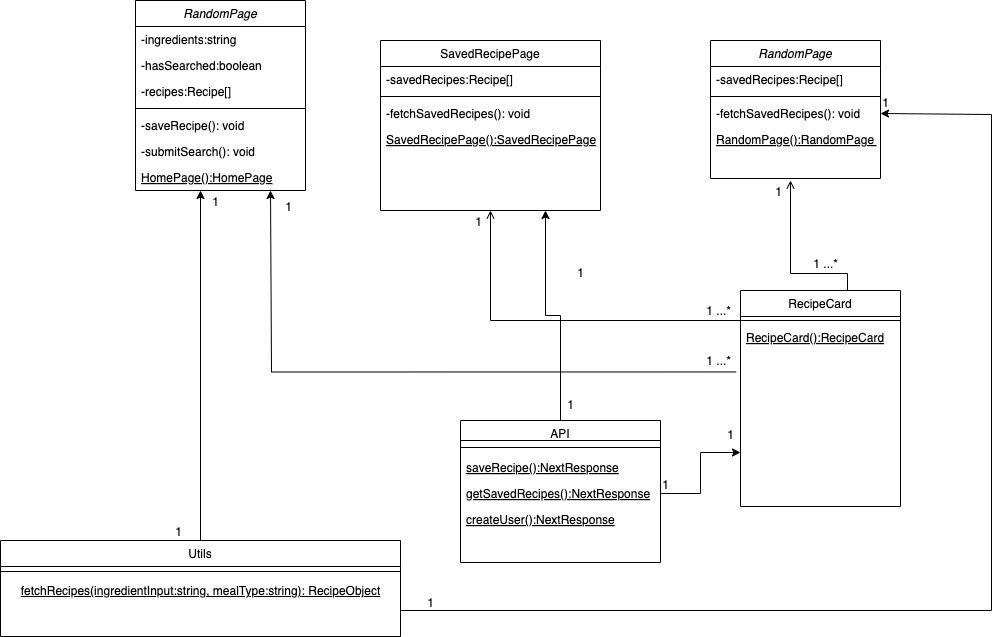 RandomPage
-ingredients:string
-hasSearched:boolean
-recipes:Recipe[]
-saveRecipe(): void
-submitSearch(): void
HomePage():HomePage
SavedRecipePage
-savedRecipes:Recipe[]
-fetchSavedRecipes(): void
SavedRecipePage():SavedRecipePage
RandomPage
-savedRecipes:Recipe[]
-fetchSavedRecipes(): void
RandomPage():RandomPage
1
1
1
1
1
1
1 ...*
1 ...*
1 ...*
RecipeCard
RecipeCard():RecipeCard
1
1
1
API
saveRecipe():NextResponse
getSavedRecipes():NextResponse
createUser():NextResponse
1
Utils
fetchRecipes(ingredientInput:string, mealType:string): RecipeObject
1